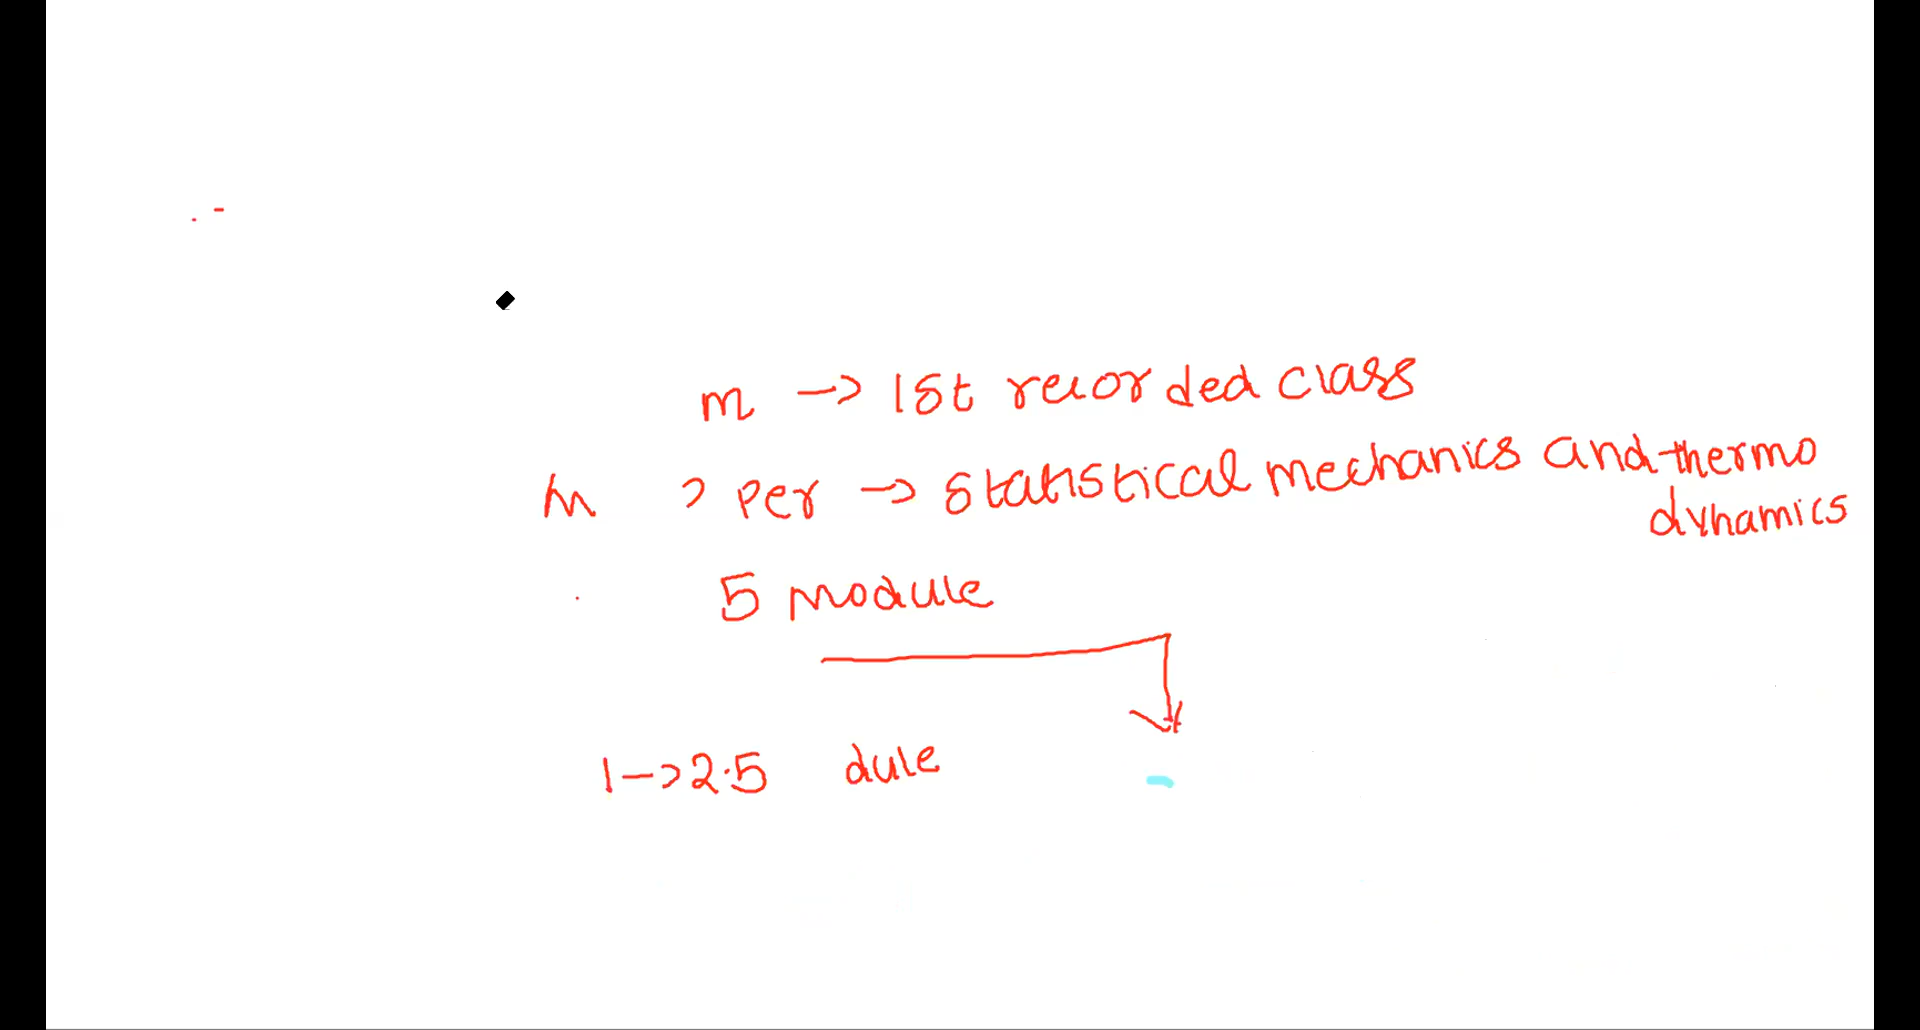 m → 1st recorded class
m > per → statistical mechanics and thermo
dynamics
5 module
1 → 2.5 dule